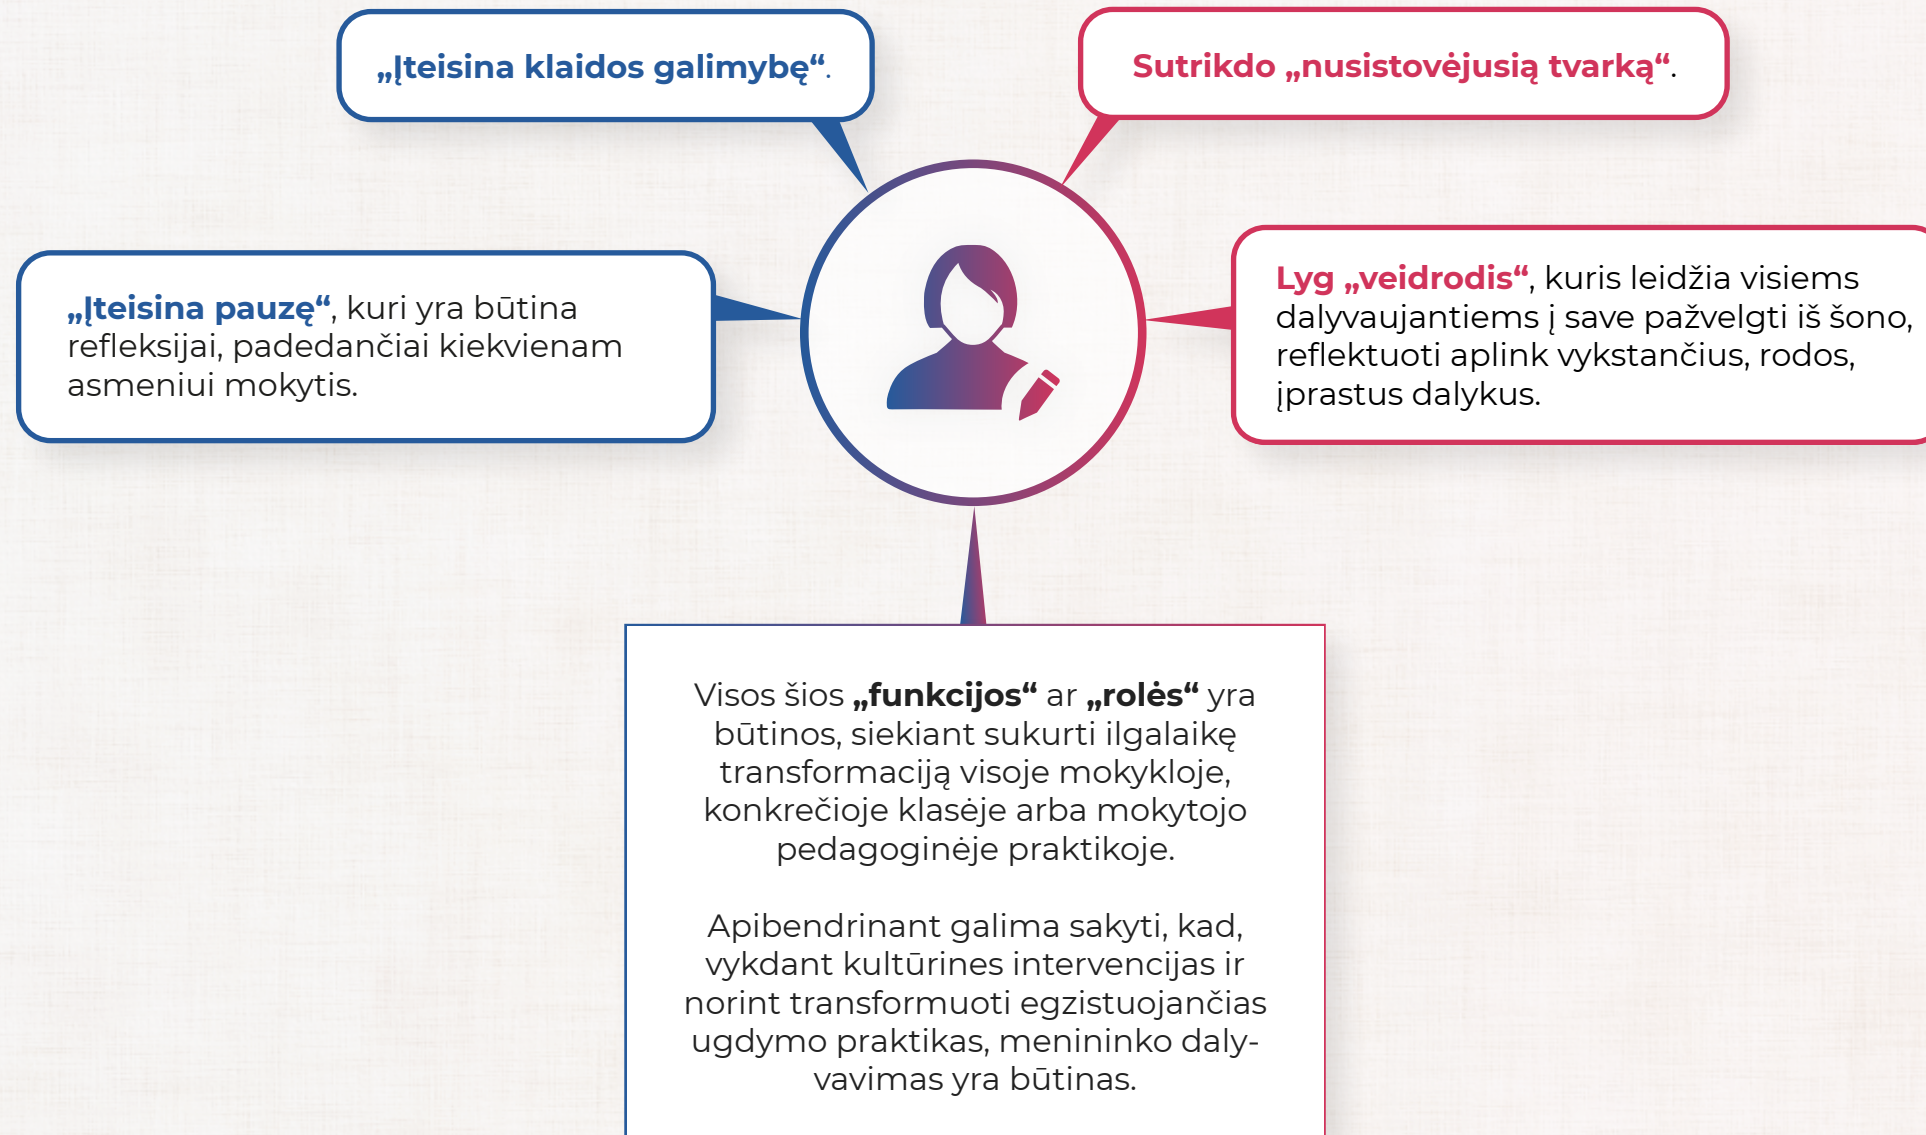 „Įteisina klaidos galimybę“.
Sutrikdo „nusistovėjusią tvarką“.
„Įteisina pauzę“, kuri yra būtina
refleksijai, padedančiai kiekvienam
asmeniui mokytis.
Lyg „veidrodis“, kuris leidžia visiems
dalyvaujantiems į save pažvelgti iš šono,
reflektuoti aplink vykstančius, rodos,
įprastus dalykus.
Visos šios „funkcijos“ ar „rolės“ yra
būtinos, siekiant sukurti ilgalaikę
transformaciją visoje mokykloje,
konkrečioje klasėje arba mokytojo
pedagoginėje praktikoje.
Apibendrinant galima sakyti, kad,
vykdant kultūrines intervencijas ir
norint transformuoti egzistuojančias
ugdymo praktikas, menininko daly-
vavimas yra būtinas.